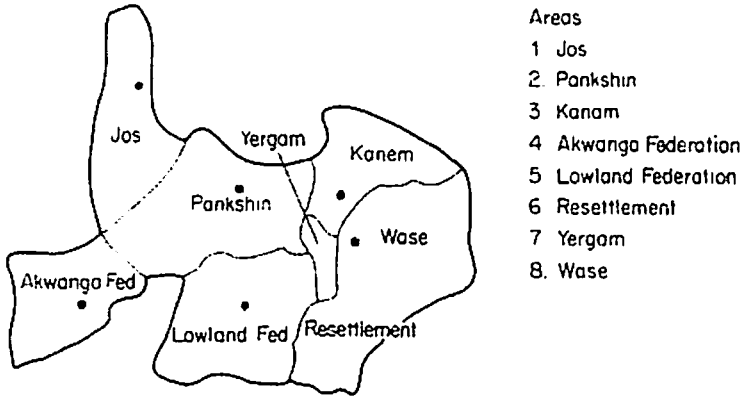 Jos
Yergam
Kanem
Pankshin
Wase
Akwanga Fed
Lowland Fed
Resettlement
Areas
1 Jos
2. Pankshin
3 Kanam
4 Akwanga Federation
5 Lowland Federation
6 Resettlement
7 Yergam
8. Wase